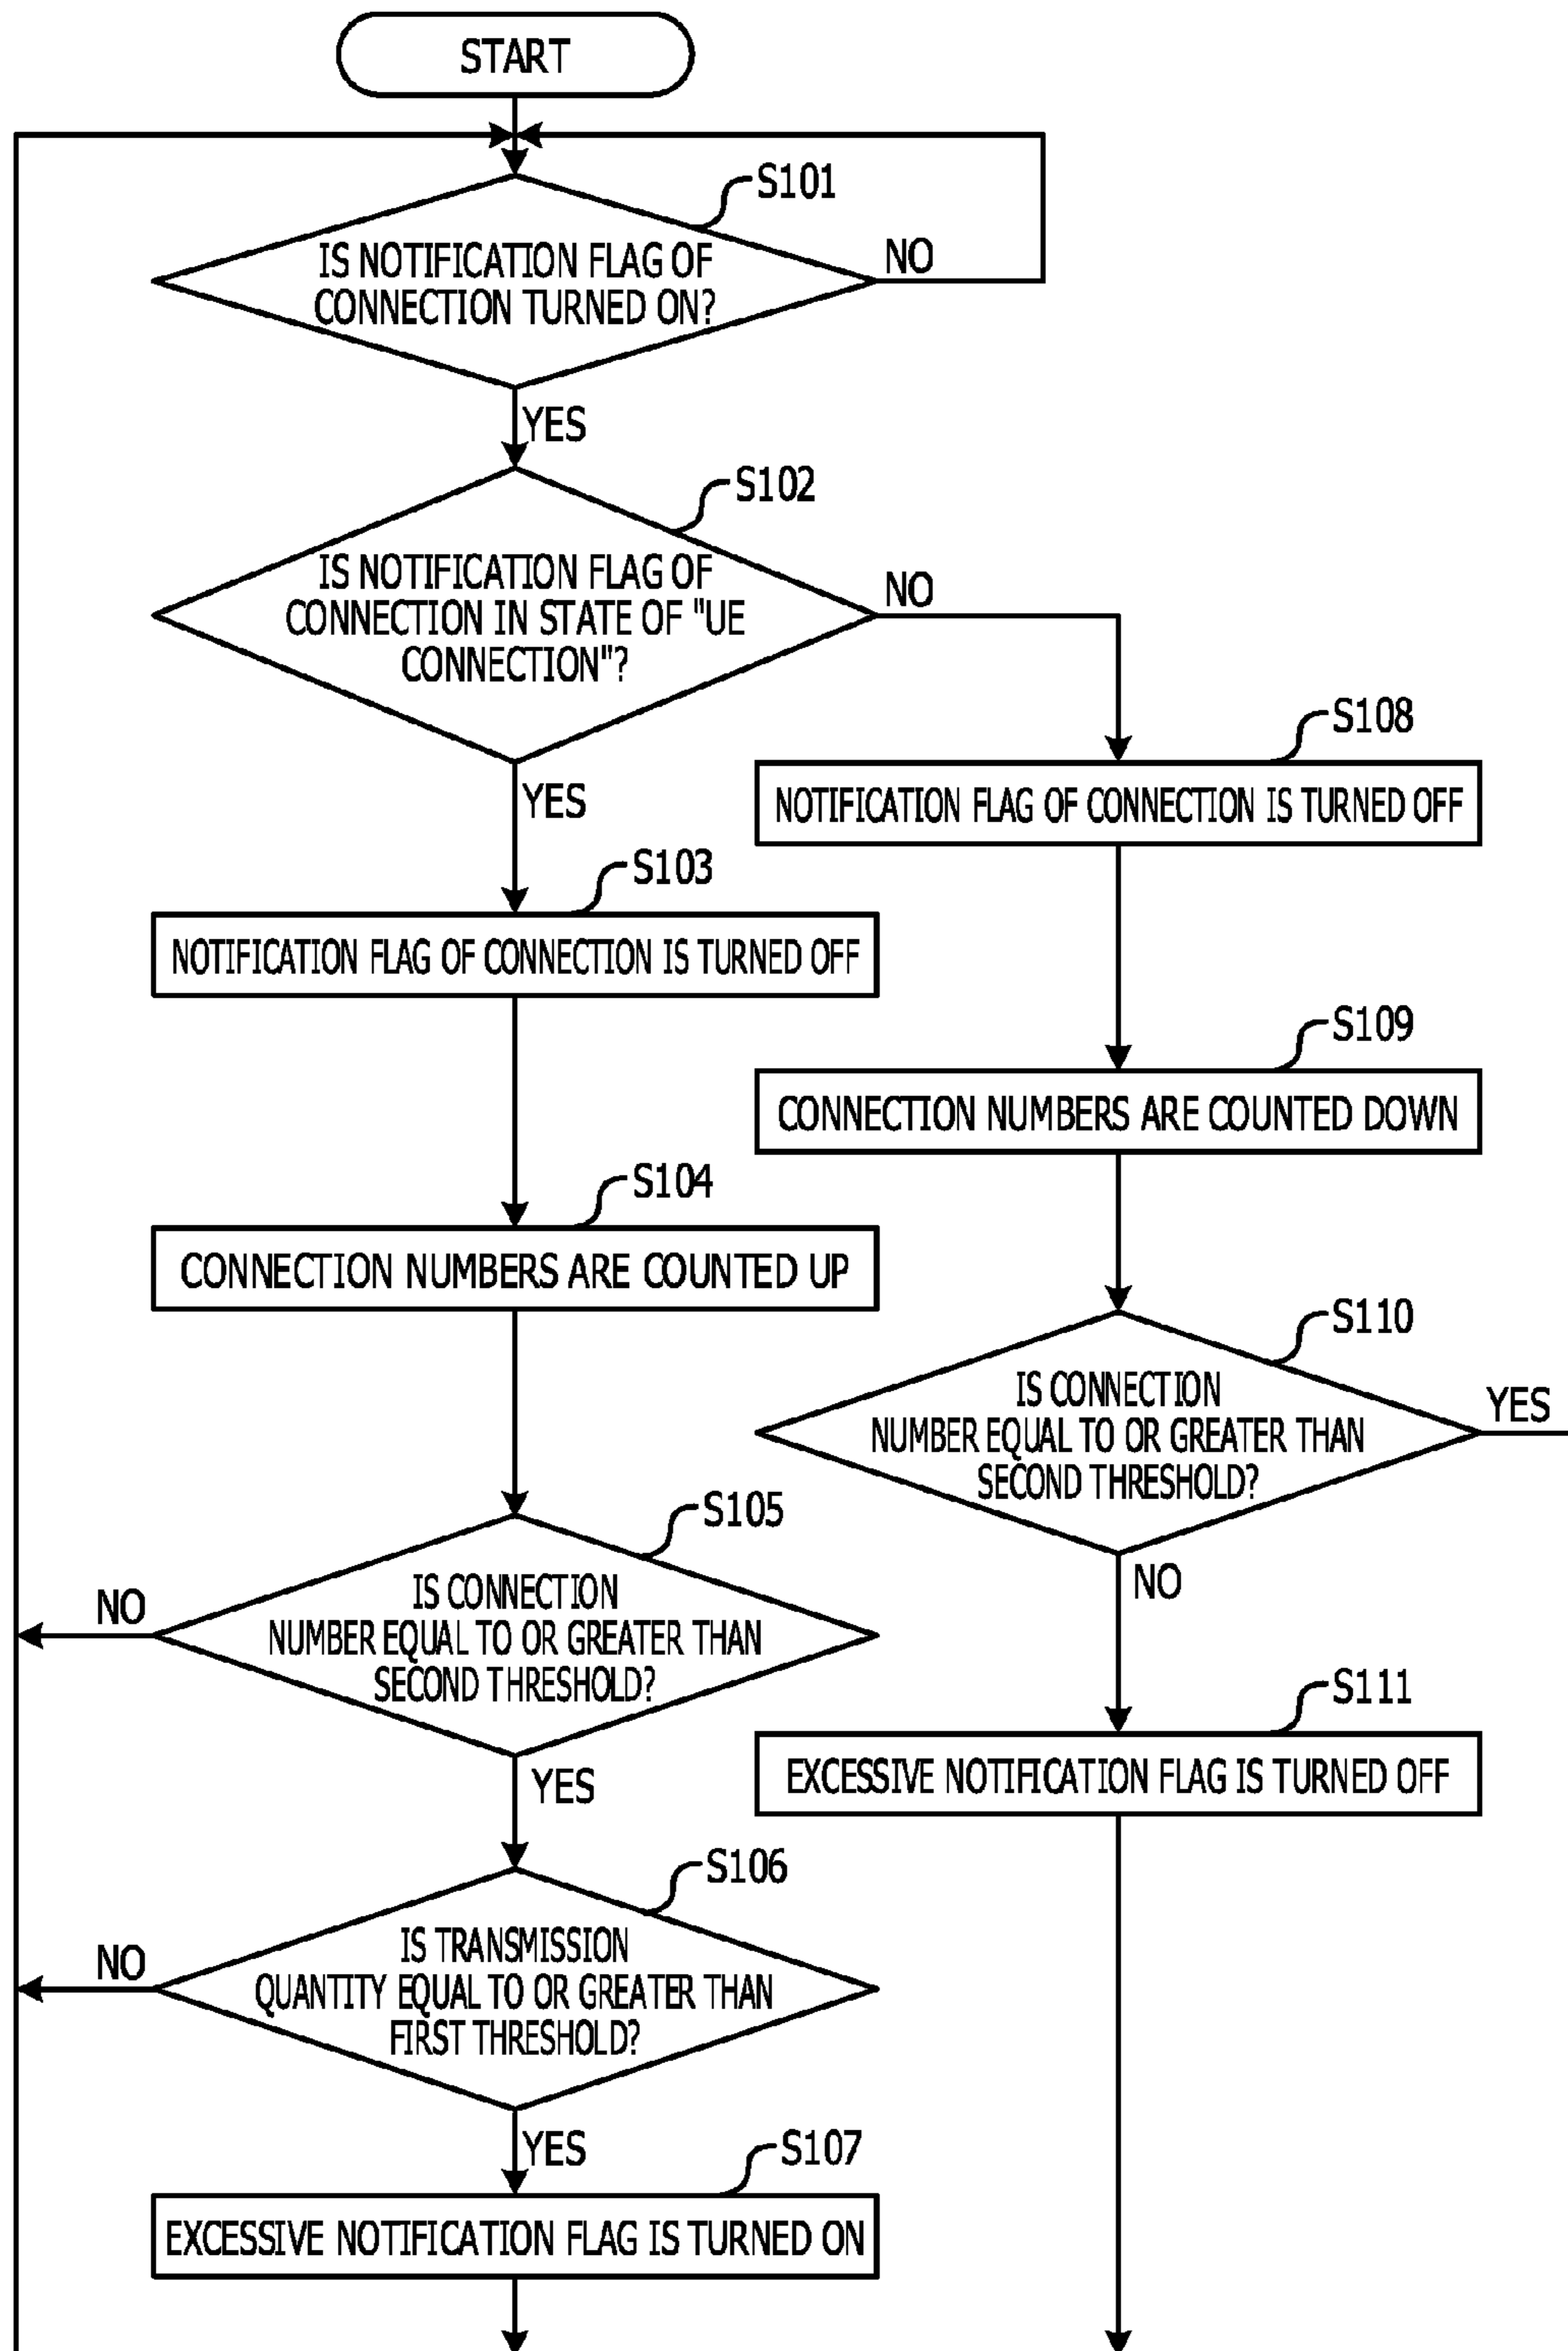 START
S101
IS NOTIFICATION FLAG OF
CONNECTION TURNED ON?
NO
YES
S102
IS NOTIFICATION FLAG OF
CONNECTION IN STATE OF "UE
CONNECTION"?
NO
YES
S103
NOTIFICATION FLAG OF CONNECTION IS TURNED OFF
S104
CONNECTION NUMBERS ARE COUNTED UP
S105
IS CONNECTION
NUMBER EQUAL TO OR GREATER THAN
SECOND THRESHOLD?
NO
YES
S106
IS TRANSMISSION
QUANTITY EQUAL TO OR GREATER THAN
FIRST THRESHOLD?
NO
YES
S107
EXCESSIVE NOTIFICATION FLAG IS TURNED ON
S108
NOTIFICATION FLAG OF CONNECTION IS TURNED OFF
S109
CONNECTION NUMBERS ARE COUNTED DOWN
S110
IS CONNECTION
NUMBER EQUAL TO OR GREATER THAN
SECOND THRESHOLD?
YES
NO
S111
EXCESSIVE NOTIFICATION FLAG IS TURNED OFF